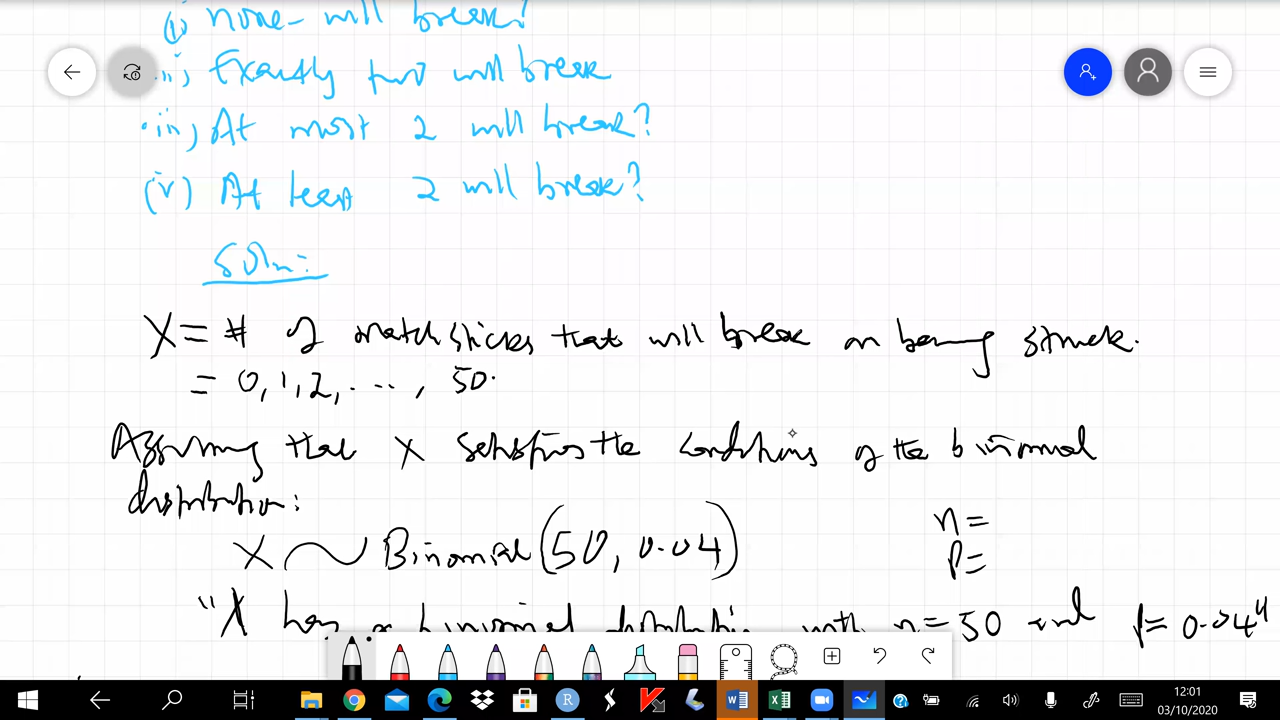 (i) none will break?
ii, Exactly two will break
iii, At most 2 will break?
(iv) At least 2 will break?
Soln:
X = # of match sticks that will break on being struck.
= 0, 1, 2, . . . , 50.
Assuming that X satisfies the conditions of the binomial
distribution:
n =
X ~ Binomial (50, 0.04)
p =
"X has a binomial distribution with n = 50 and p = 0.04"
12:01
03/10/2020